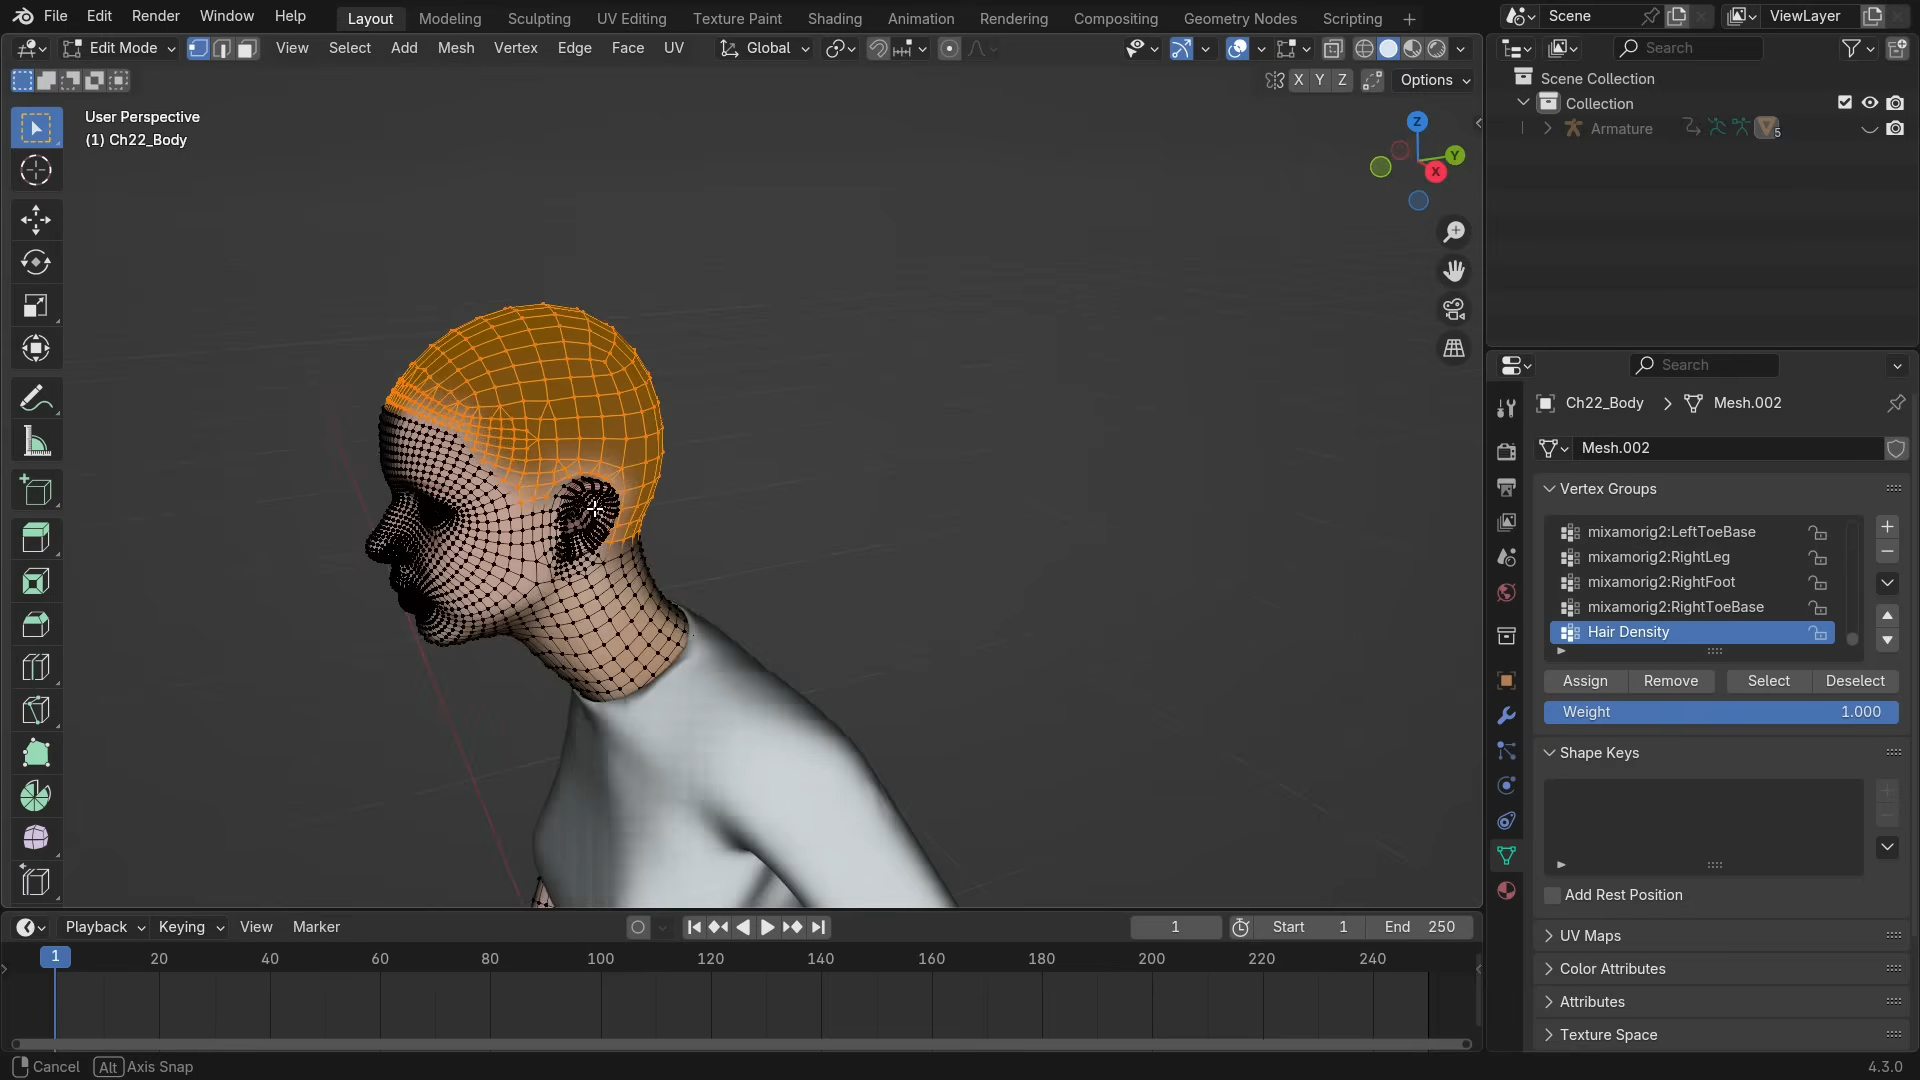 File Edit Render Window Help Layout Modeling Sculpting UV Editing Texture Paint Shading Animation Rendering Compositing Geometry Nodes Scripting + Scene ViewLayer
Edit Mode View Select Add Mesh Vertex Edge Face UV Global Search
X Y Z Options
Scene Collection
Collection
Armature 5
User Perspective
(1) Ch22_Body
Z
Y
X
Search
Ch22_Body > Mesh.002
Mesh.002
Vertex Groups
mixamorig2:LeftToeBase
mixamorig2:RightLeg
mixamorig2:RightFoot
mixamorig2:RightToeBase
Hair Density
Assign Remove Select Deselect
Weight 1.000
Shape Keys
Add Rest Position
UV Maps
Color Attributes
Attributes
Texture Space
Playback Keying View Marker 1 Start 1 End 250
1 20 40 60 80 100 120 140 160 180 200 220 240
Cancel Alt Axis Snap 4.3.0